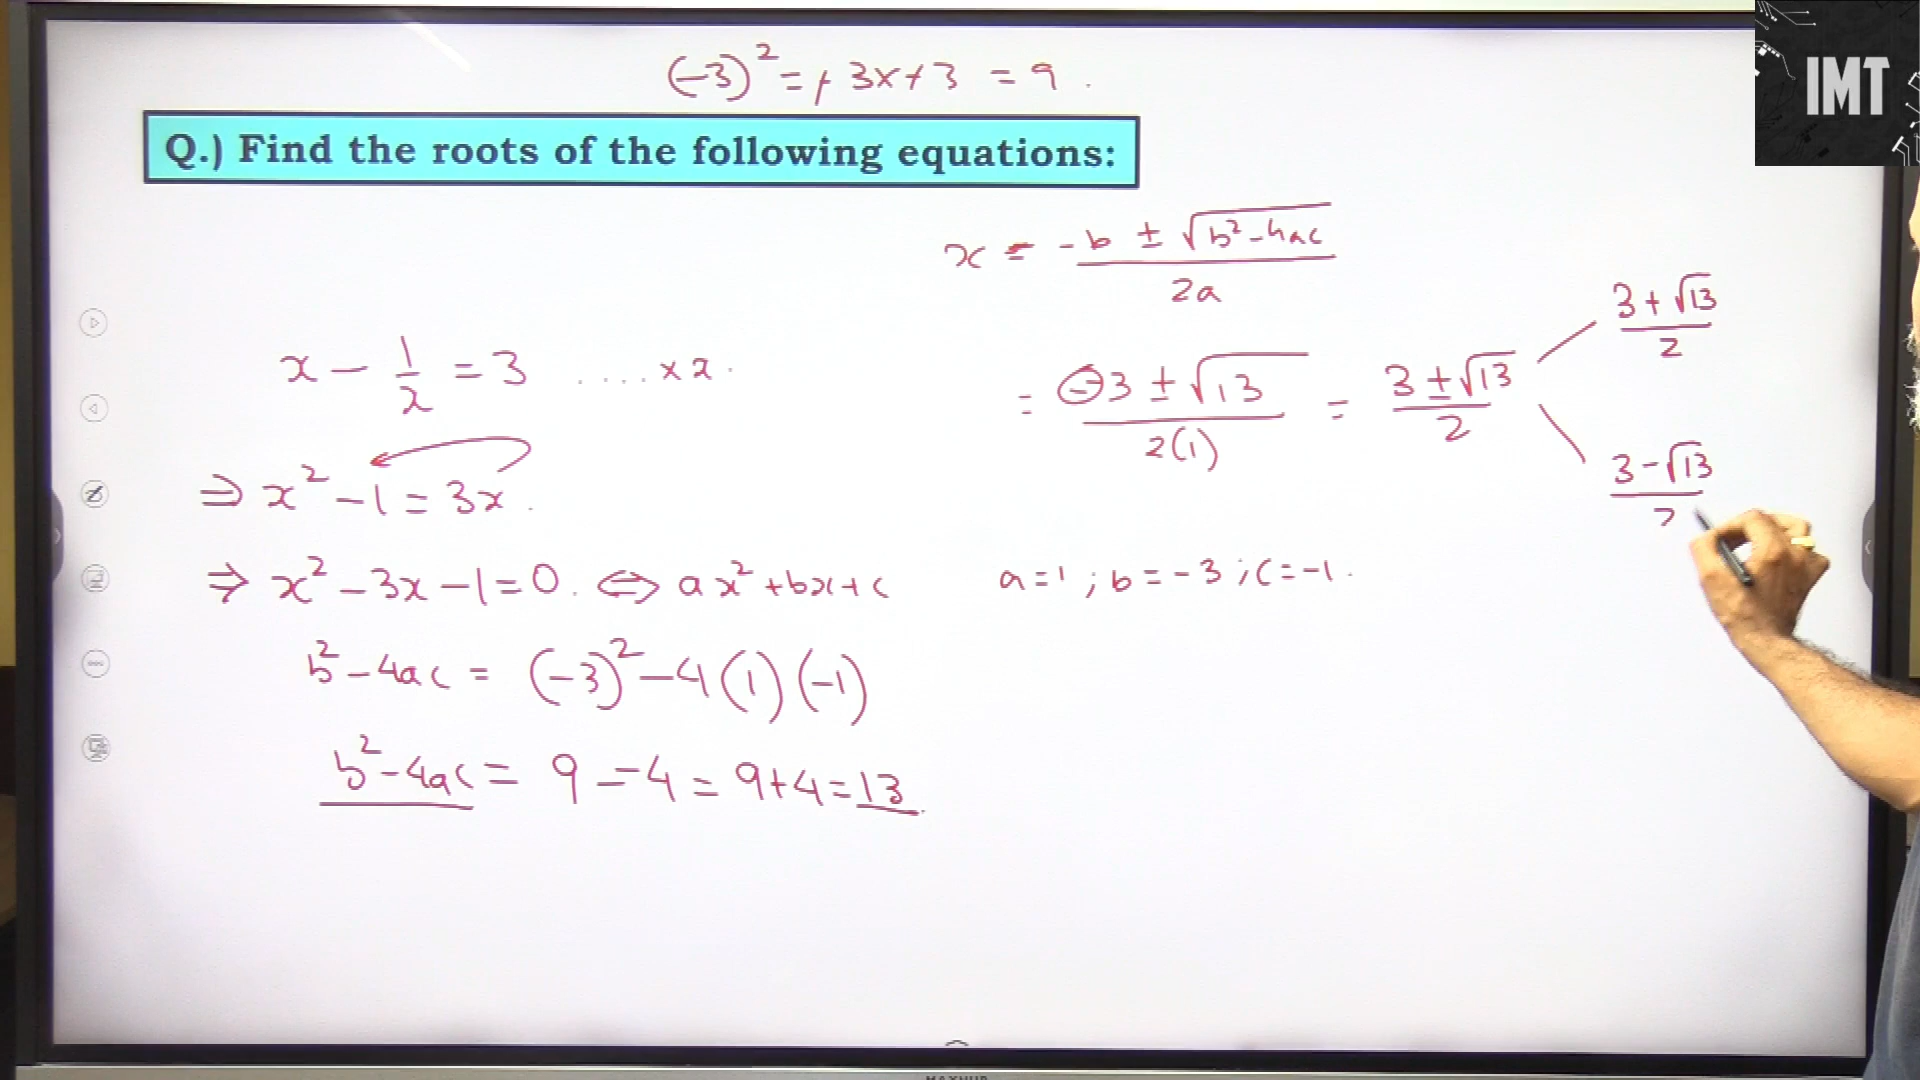 (-3)² = + 3x+3 = 9.
IMT
Q.) Find the roots of the following equations:
x = -b ± √b²-4ac / 2a
x - 1/x = 3 .... × x.
= --3 ± √13 / 2(1) = 3 ± √13 / 2
3 + √13 / 2
3 - √13 / 2
⇒ x² - 1 = 3x.
⇒ x² - 3x - 1 = 0. ⇔ ax² + bx + c
a = 1 ; b = -3 ; c = -1.
b² - 4ac = (-3)² - 4(1)(-1)
b² - 4ac = 9 - -4 = 9+4 = 13.